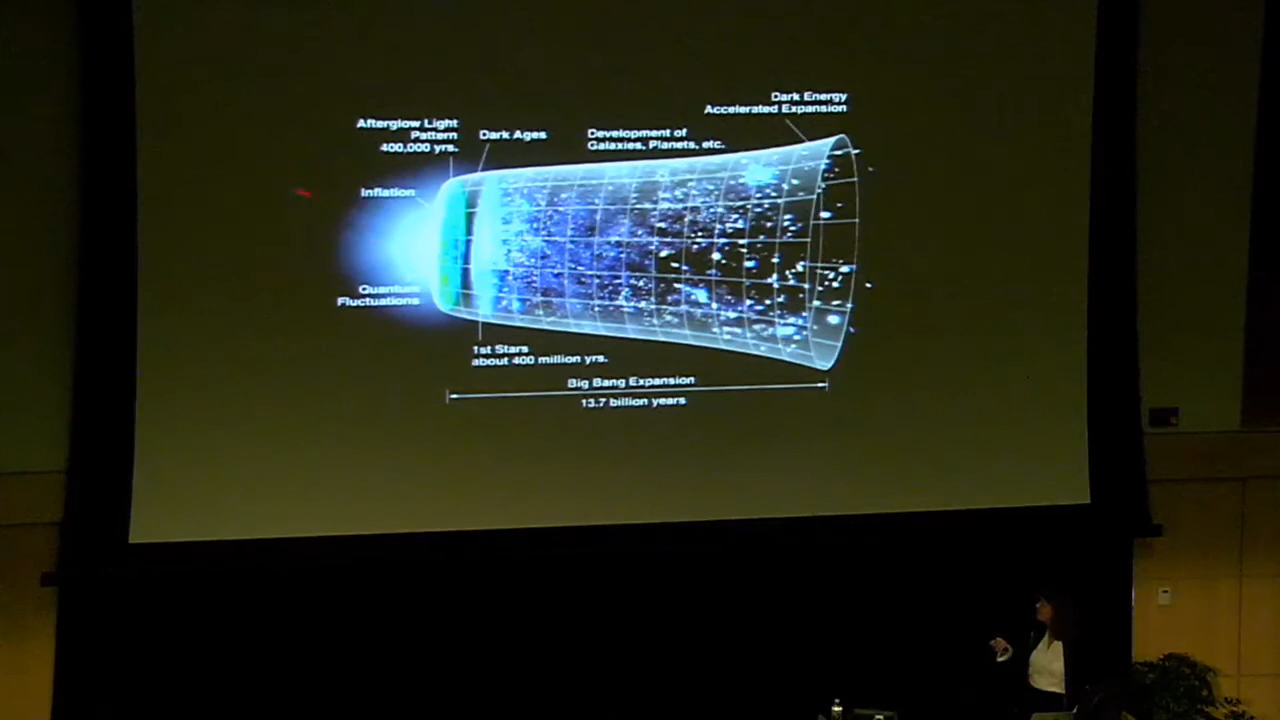 Dark Energy
Accelerated Expansion
Afterglow Light
Pattern
400,000 yrs.
Dark Ages
Development of
Galaxies, Planets, etc.
Inflation
Quantum
Fluctuations
1st Stars
about 400 million yrs.
Big Bang Expansion
13.7 billion years